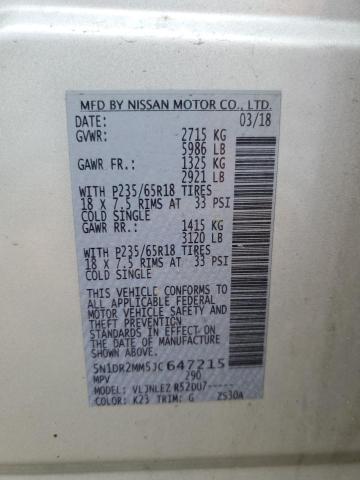 MFD BY NISSAN MOTOR CO., LTD.
DATE: 03/18
GVWR: 2715 KG
5986 LB
GAWR FR.: 1325 KG
2921 LB
WITH P235/65R18 TIRES
18 X 7.5 RIMS AT 33 PSI
COLD SINGLE
GAWR RR.: 1415 KG
3120 LB
WITH P235/65R18 TIRES
18 X 7.5 RIMS AT 33 PSI
COLD SINGLE
THIS VEHICLE CONFORMS TO
ALL APPLICABLE FEDERAL
MOTOR VEHICLE SAFETY
STANDARDS IN EFFECT ON THE
DATE OF MANUFACTURE SHOWN
ABOVE.
5N1DR2MM5JC647215
MPV 290
MODEL: VLJNLEZ R52DU7-----
COLOR: K23 TRIM: G ZS30A